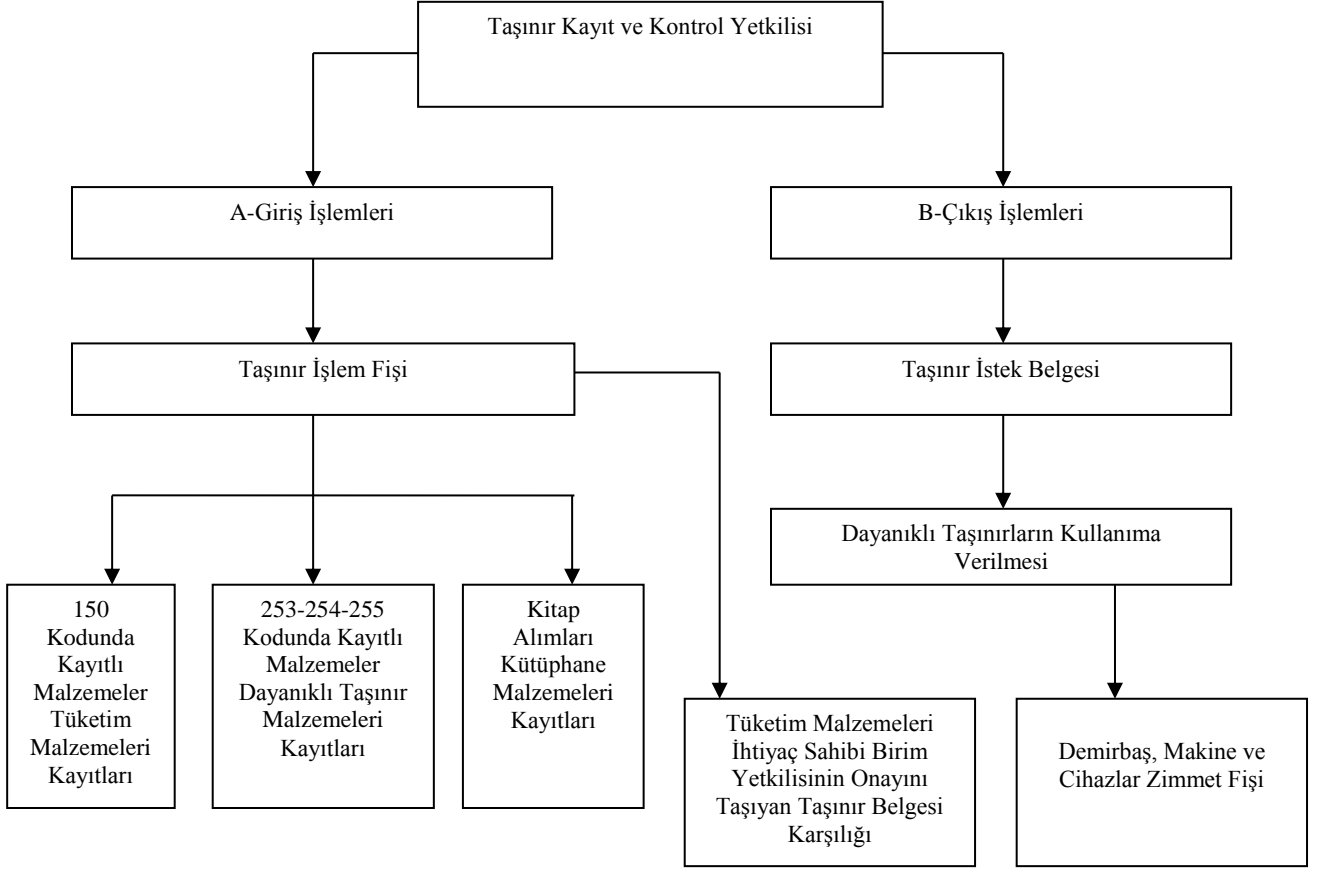 Taşınır Kayıt ve Kontrol Yetkilisi
A-Giriş İşlemleri
B-Çıkış İşlemleri
Taşınır İşlem Fişi
Taşınır İstek Belgesi
Dayanıklı Taşınırların Kullanıma
Verilmesi
150
Kodunda
Kayıtlı
Malzemeler
Tüketim
Malzemeleri
Kayıtları
253-254-255
Kodunda Kayıtlı
Malzemeler
Dayanıklı Taşınır
Malzemeleri
Kayıtları
Kitap
Alımları
Kütüphane
Malzemeleri
Kayıtları
Tüketim Malzemeleri
İhtiyaç Sahibi Birim
Yetkilisinin Onayını
Taşıyan Taşınır Belgesi
Karşılığı
Demirbaş, Makine ve
Cihazlar Zimmet Fişi